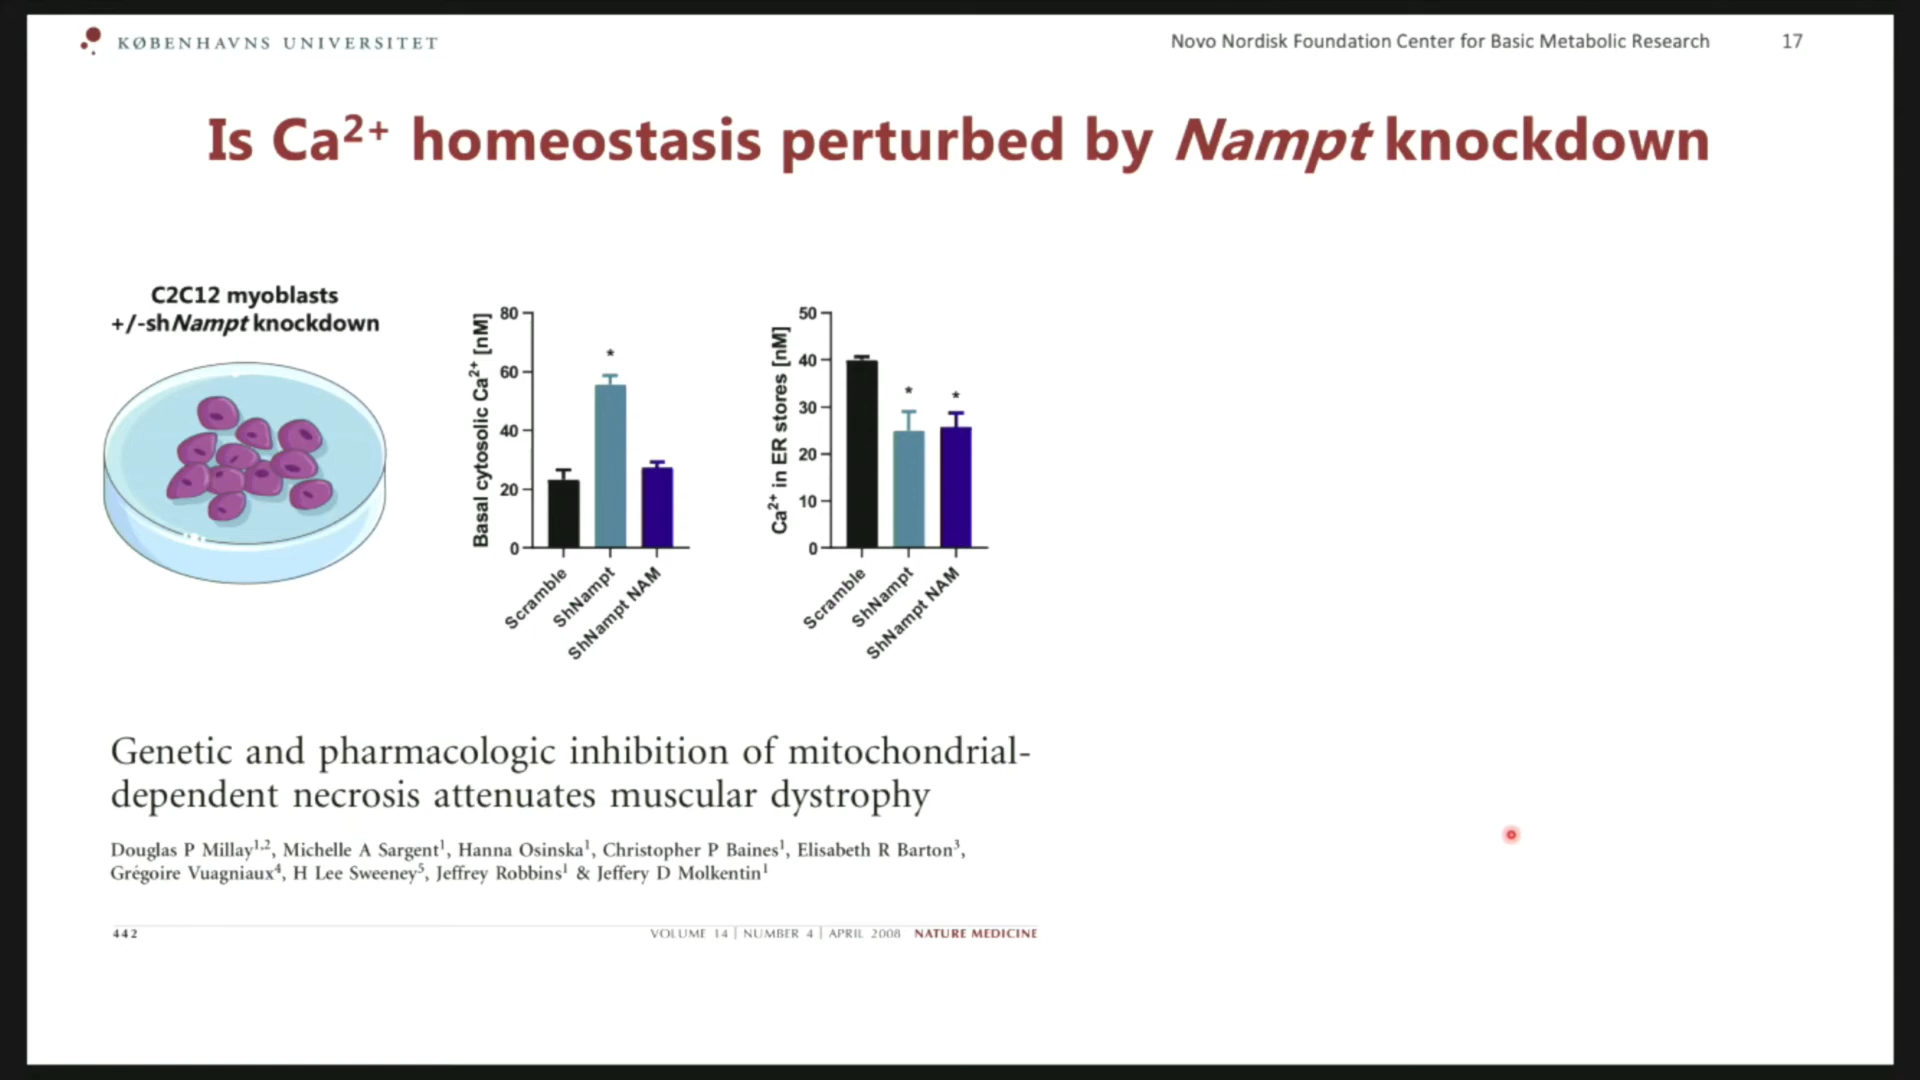 KØBENHAVNS UNIVERSITET
Novo Nordisk Foundation Center for Basic Metabolic Research
17
Is Ca²⁺ homeostasis perturbed by Nampt knockdown
C2C12 myoblasts
+/-shNampt knockdown
Basal cytosolic Ca²⁺ [nM]
80
60
40
20
0
*
Scramble
ShNampt
ShNampt NAM
Ca²⁺ in ER stores [nM]
50
40
30
20
10
0
*
*
Scramble
ShNampt
ShNampt NAM
Genetic and pharmacologic inhibition of mitochondrial-
dependent necrosis attenuates muscular dystrophy
Douglas P Millay¹,², Michelle A Sargent¹, Hanna Osinska¹, Christopher P Baines¹, Elisabeth R Barton³,
Grégoire Vuagniaux⁴, H Lee Sweeney⁵, Jeffrey Robbins¹ & Jeffery D Molkentin¹
442
VOLUME 14 | NUMBER 4 | APRIL 2008 NATURE MEDICINE